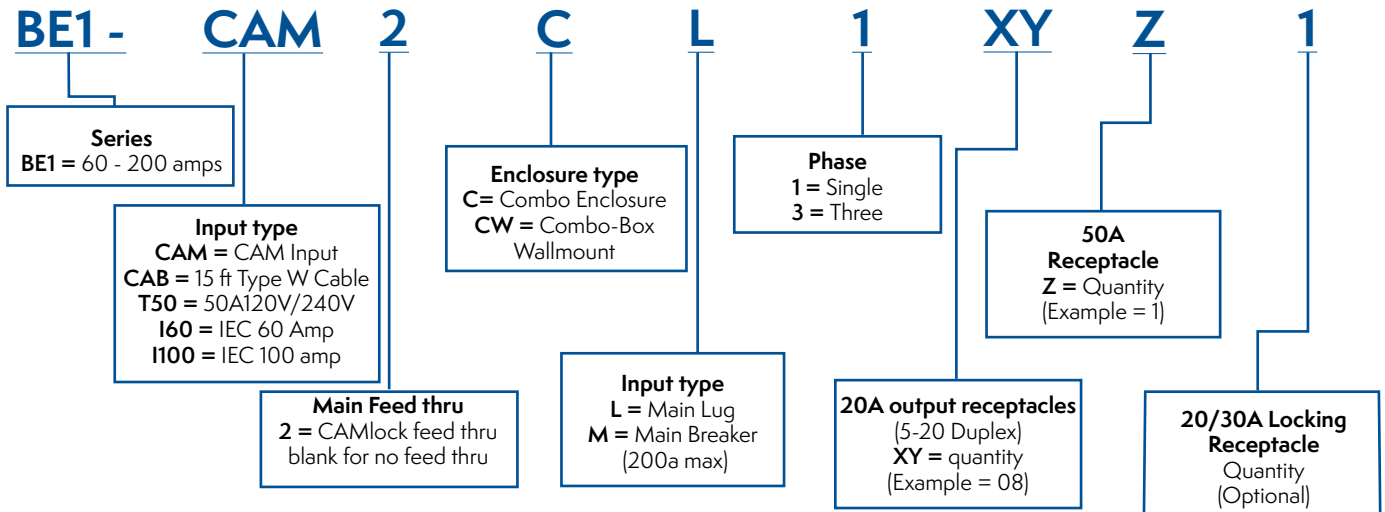 BE1 - CAM 2 C L 1 XY Z 1
Series
BE1 = 60 - 200 amps
Input type
CAM = CAM Input
CAB = 15 ft Type W Cable
T50 = 50A120V/240V
I60 = IEC 60 Amp
I100 = IEC 100 amp
Main Feed thru
2 = CAMlock feed thru
blank for no feed thru
Enclosure type
C= Combo Enclosure
CW = Combo-Box
Wallmount
Input type
L = Main Lug
M = Main Breaker
(200a max)
Phase
1 = Single
3 = Three
20A output receptacles
(5-20 Duplex)
XY = quantity
(Example = 08)
50A
Receptacle
Z = Quantity
(Example = 1)
20/30A Locking
Receptacle
Quantity
(Optional)